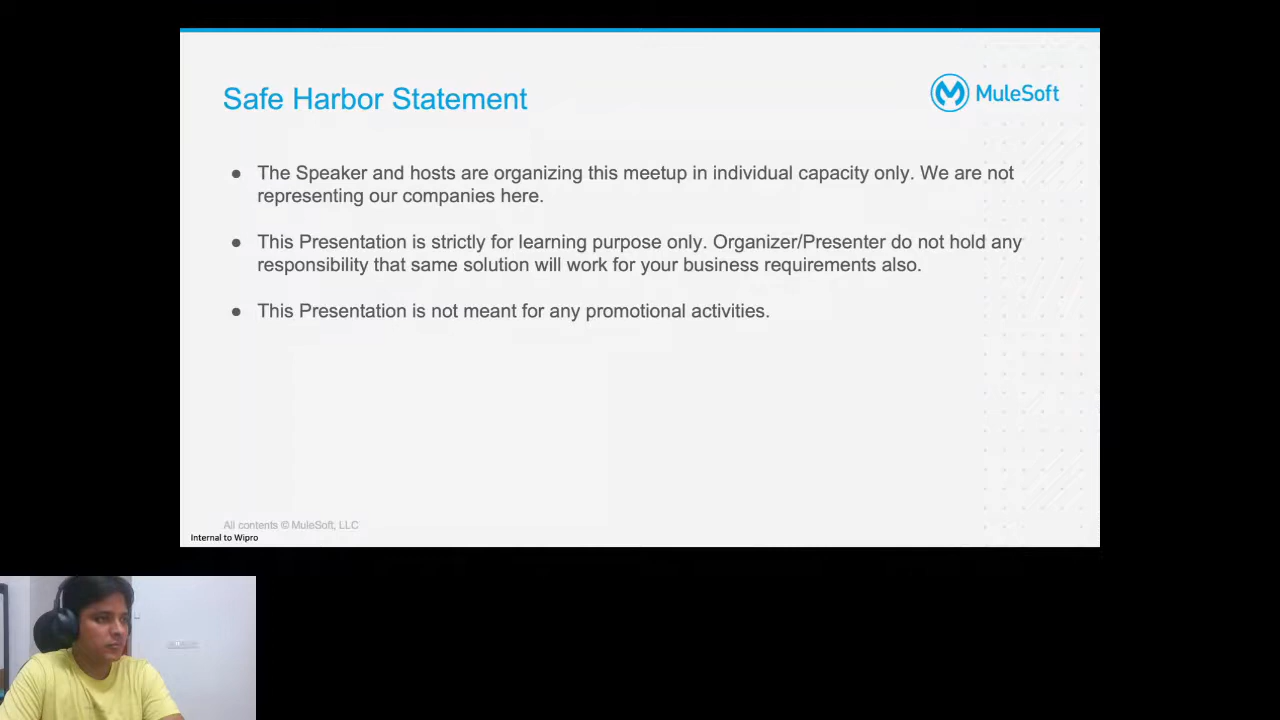 Safe Harbor Statement
MuleSoft
● The Speaker and hosts are organizing this meetup in individual capacity only. We are not
representing our companies here.
● This Presentation is strictly for learning purpose only. Organizer/Presenter do not hold any
responsibility that same solution will work for your business requirements also.
● This Presentation is not meant for any promotional activities.
All contents © MuleSoft, LLC
Internal to Wipro